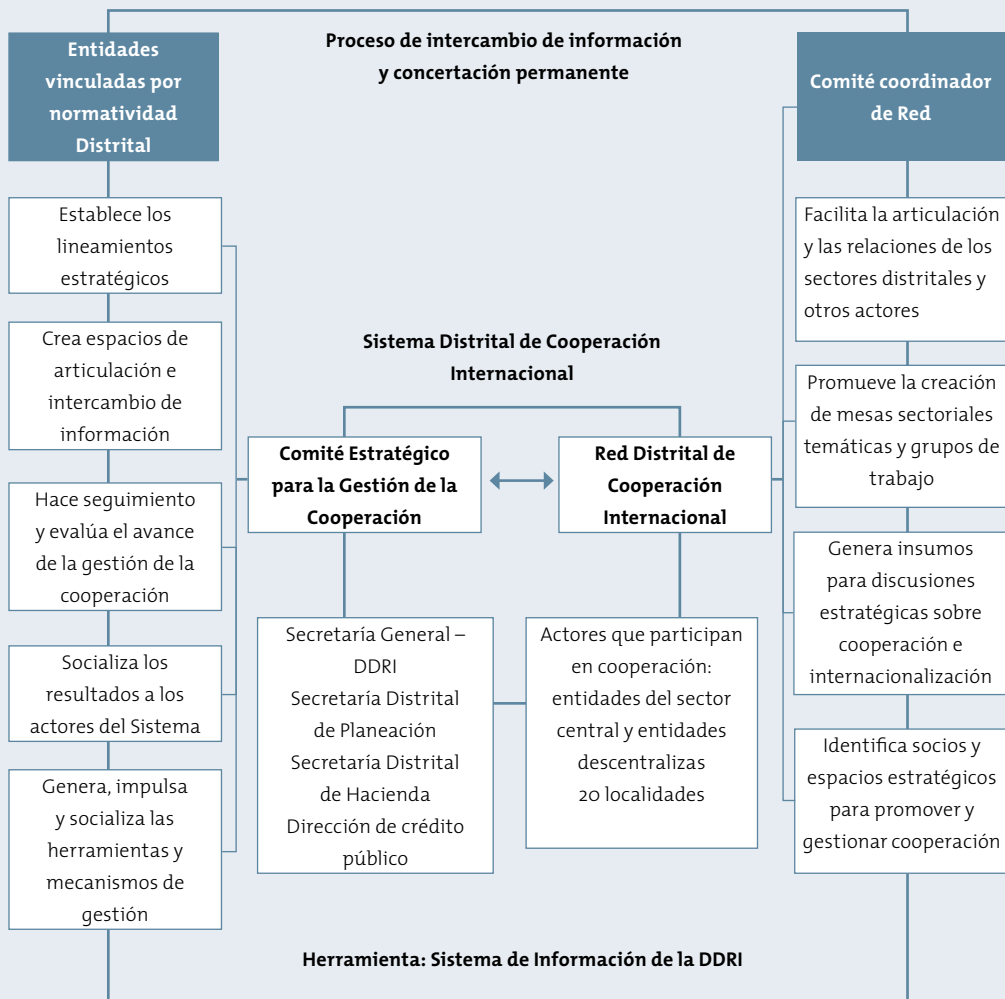 Proceso de intercambio de información
y concertación permanente
Entidades
vinculadas por
normatividad
Distrital
Comité coordinador
de Red
Establece los
lineamientos
estratégicos
Crea espacios de
articulación e
intercambio de
información
Hace seguimiento
y evalúa el avance
de la gestión de la
cooperación
Socializa los
resultados a los
actores del Sistema
Genera, impulsa
y socializa las
herramientas y
mecanismos de
gestión
Sistema Distrital de Cooperación
Internacional
Comité Estratégico
para la Gestión de la
Cooperación
Red Distrital de
Cooperación
Internacional
Secretaría General –
DDRI
Secretaría Distrital
de Planeación
Secretaría Distrital
de Hacienda
Dirección de crédito
público
Actores que participan
en cooperación:
entidades del sector
central y entidades
descentralizas
20 localidades
Facilita la articulación
y las relaciones de los
sectores distritales y
otros actores
Promueve la creación
de mesas sectoriales
temáticas y grupos de
trabajo
Genera insumos
para discusiones
estratégicas sobre
cooperación e
internacionalización
Identifica socios y
espacios estratégicos
para promover y
gestionar cooperación
Herramienta: Sistema de Información de la DDRI